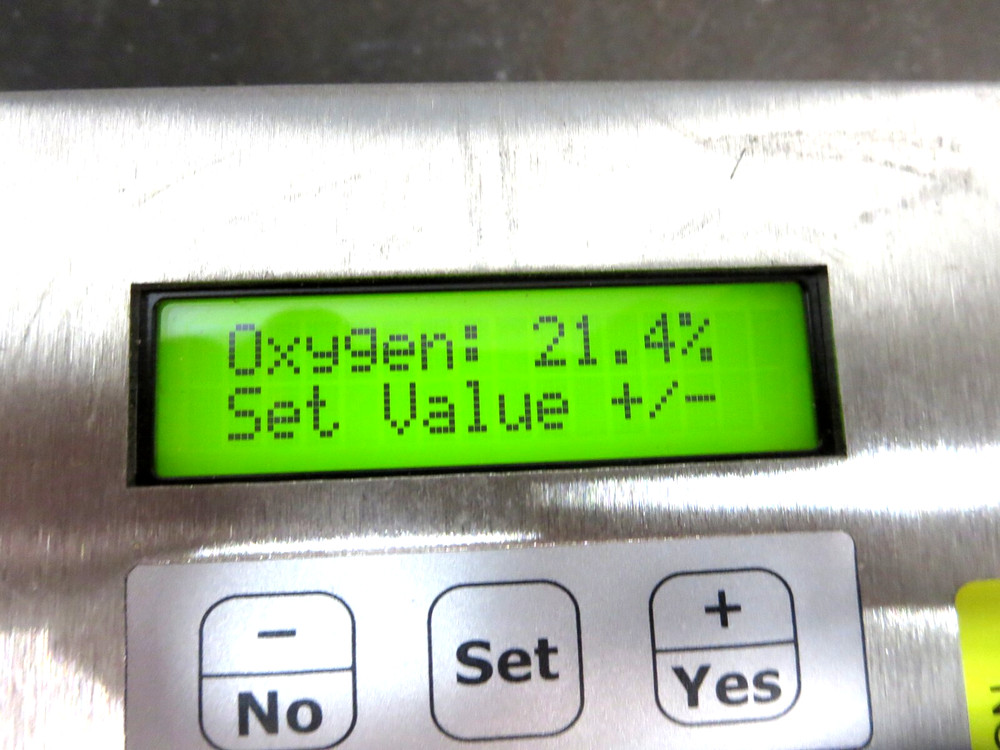 Oxygen: 21.4%
Set Value +/-
− Set +
No Yes